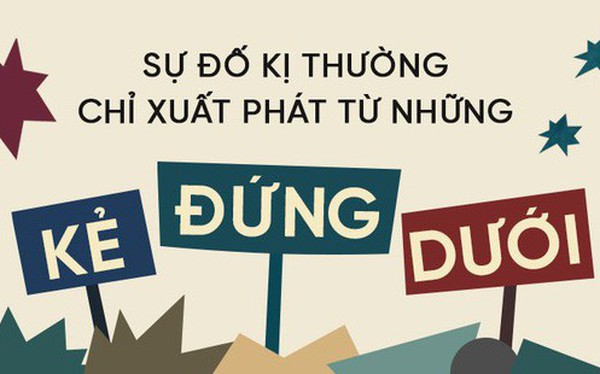 SỰ ĐỐ KỊ THƯỜNG
CHỈ XUẤT PHÁT TỪ NHỮNG
KẺ ĐỨNG DƯỚI